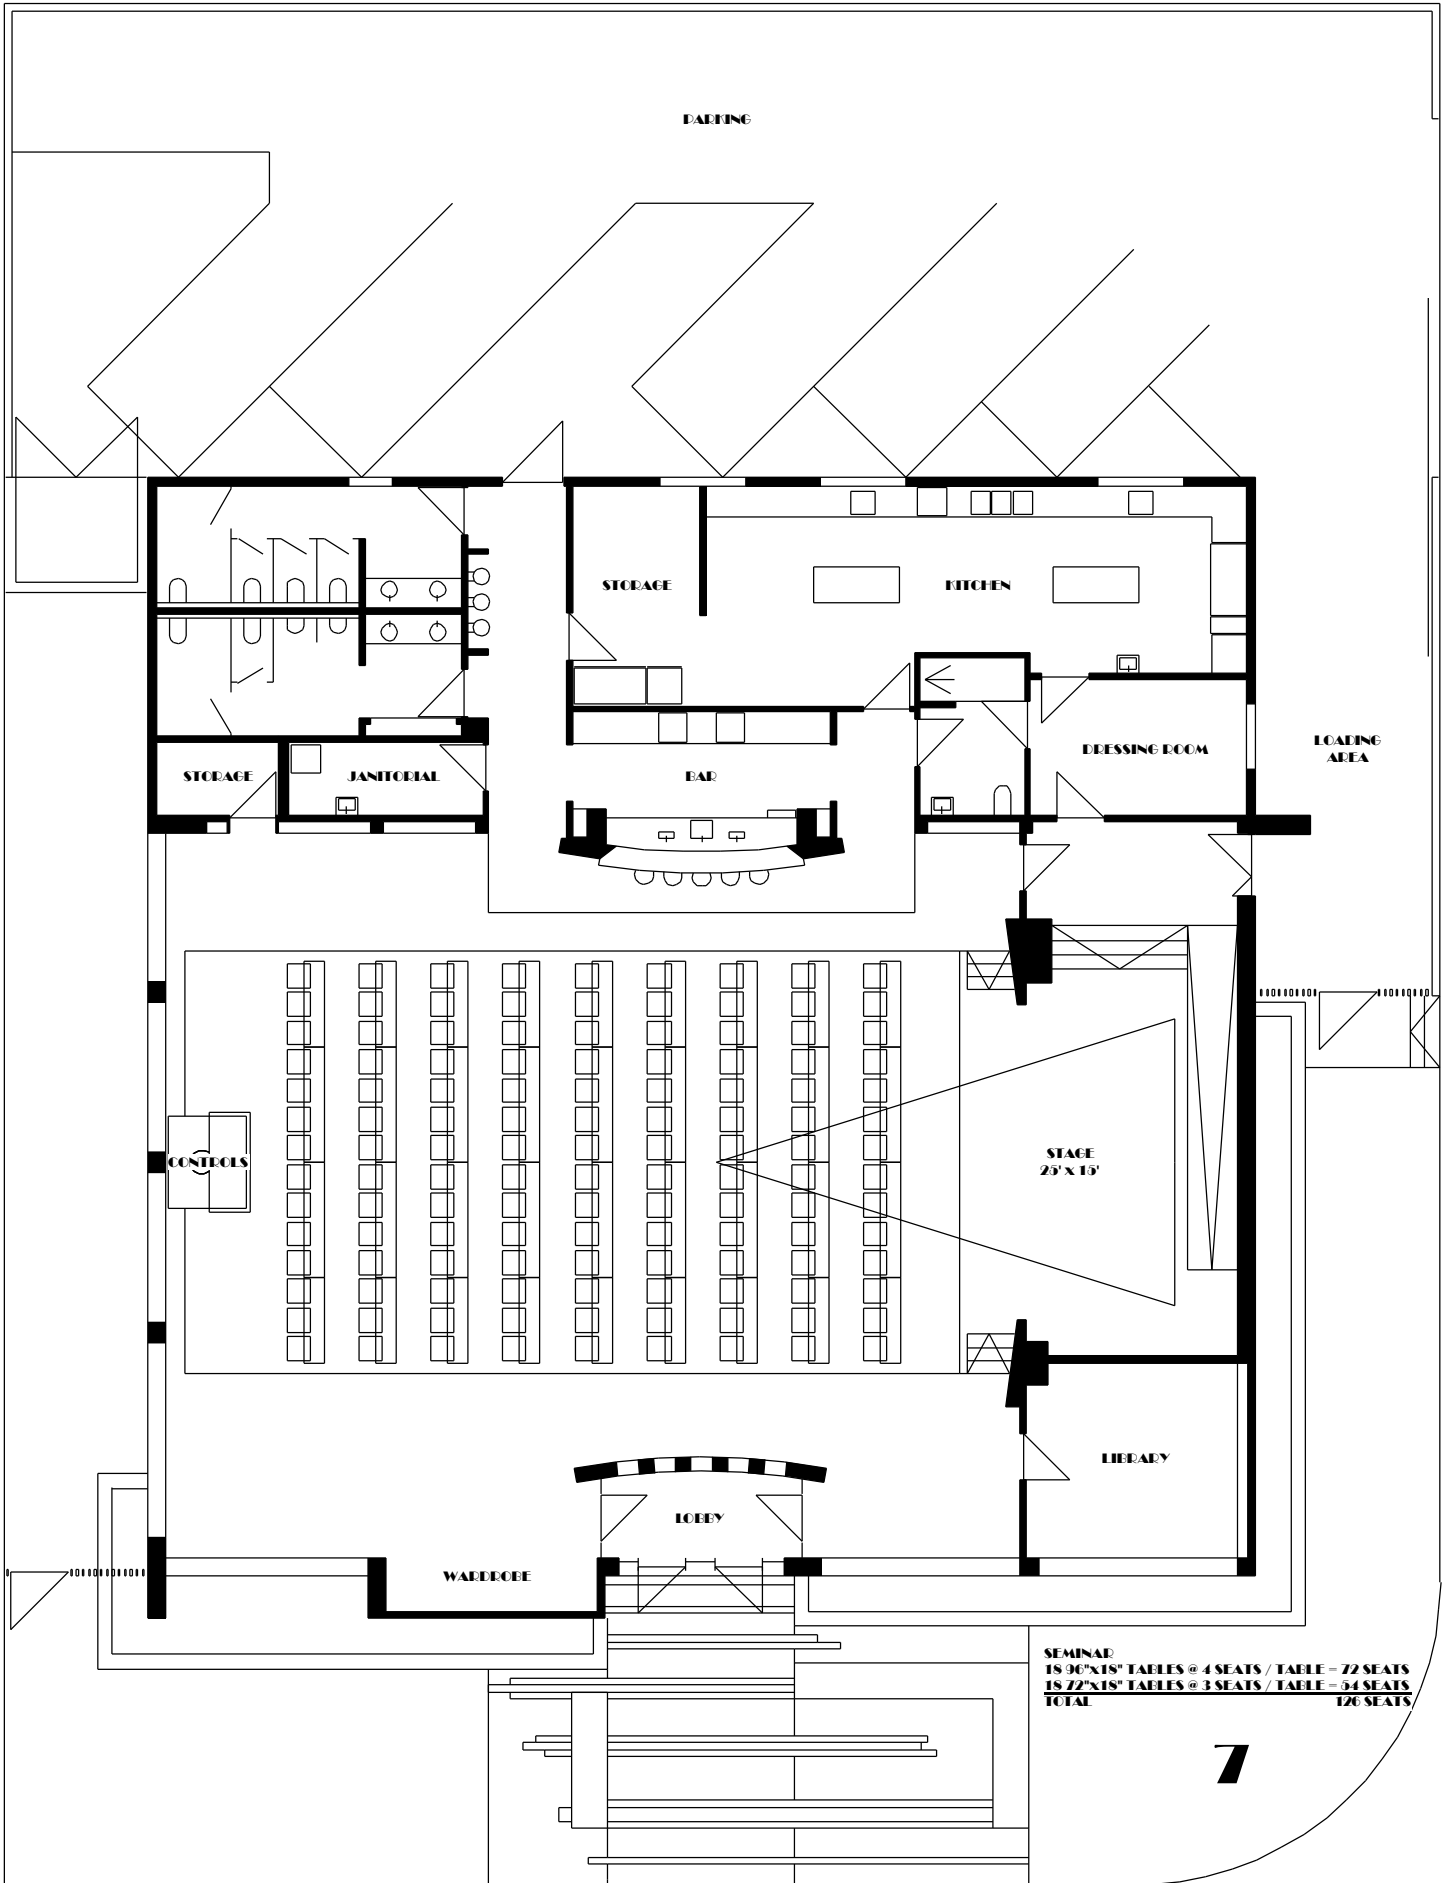 PARKING
STORAGE
KITCHEN
DRESSING ROOM
LOADING
AREA
STORAGE
JANITORIAL
BAR
CONTROLS
STAGE
25' x 15'
LIBRARY
LOBBY
WARDROBE
SEMINAR
18 96"x18" TABLES @ 4 SEATS / TABLE = 72 SEATS
18 72"x18" TABLES @ 3 SEATS / TABLE = 54 SEATS
TOTAL 126 SEATS
7